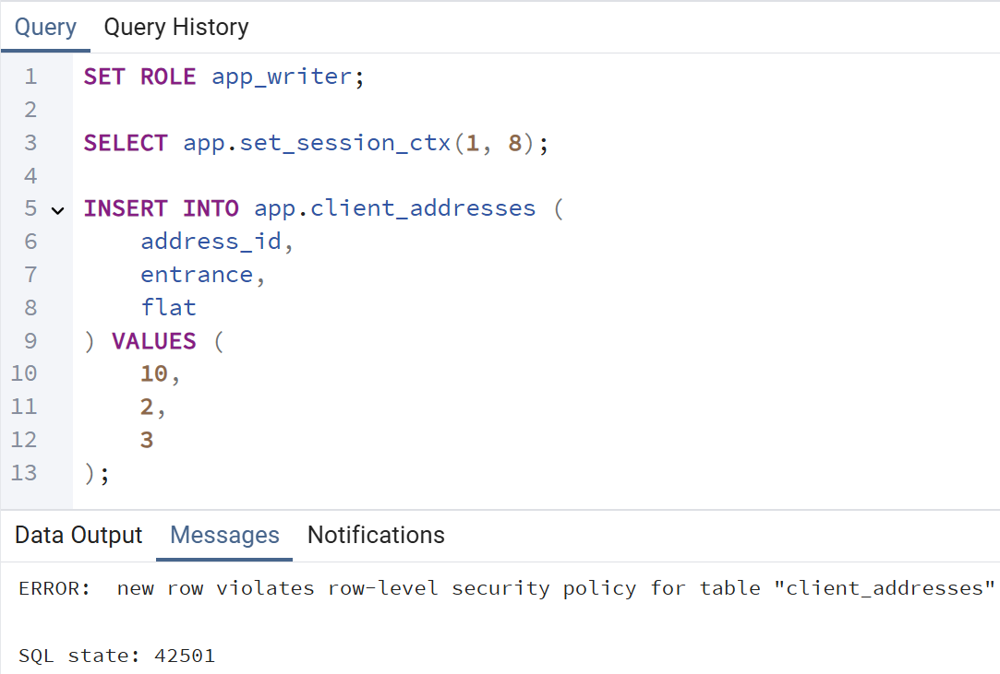 Query Query History
1 SET ROLE app_writer;
2
3 SELECT app.set_session_ctx(1, 8);
4
5 INSERT INTO app.client_addresses (
6 address_id,
7 entrance,
8 flat
9 ) VALUES (
10 10,
11 2,
12 3
13 );
Data Output Messages Notifications
ERROR: new row violates row-level security policy for table "client_addresses"
SQL state: 42501